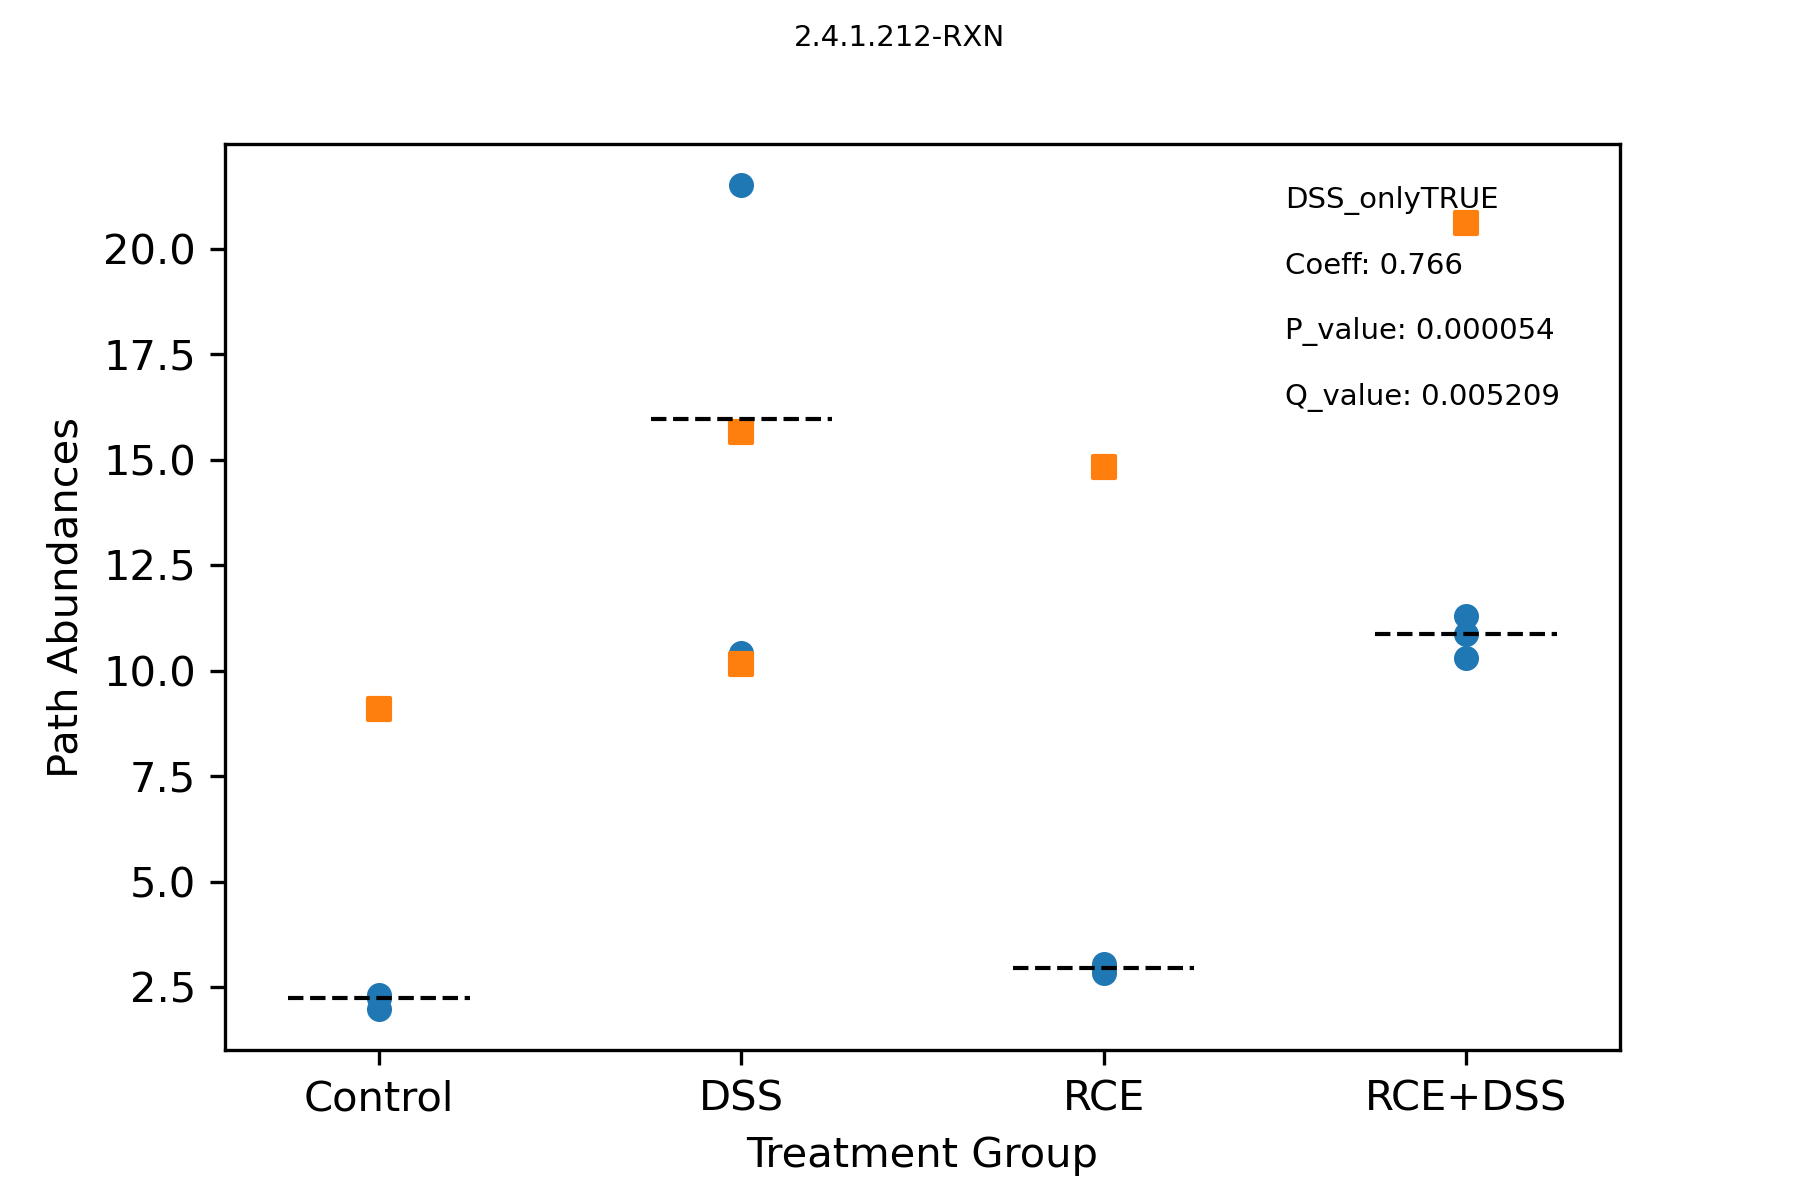 2.4.1.212-RXN
DSS_onlyTRUE
Coeff: 0.766
P_value: 0.000054
Q_value: 0.005209
Path Abundances
20.0
17.5
15.0
12.5
10.0
7.5
5.0
2.5
Control DSS RCE RCE+DSS
Treatment Group